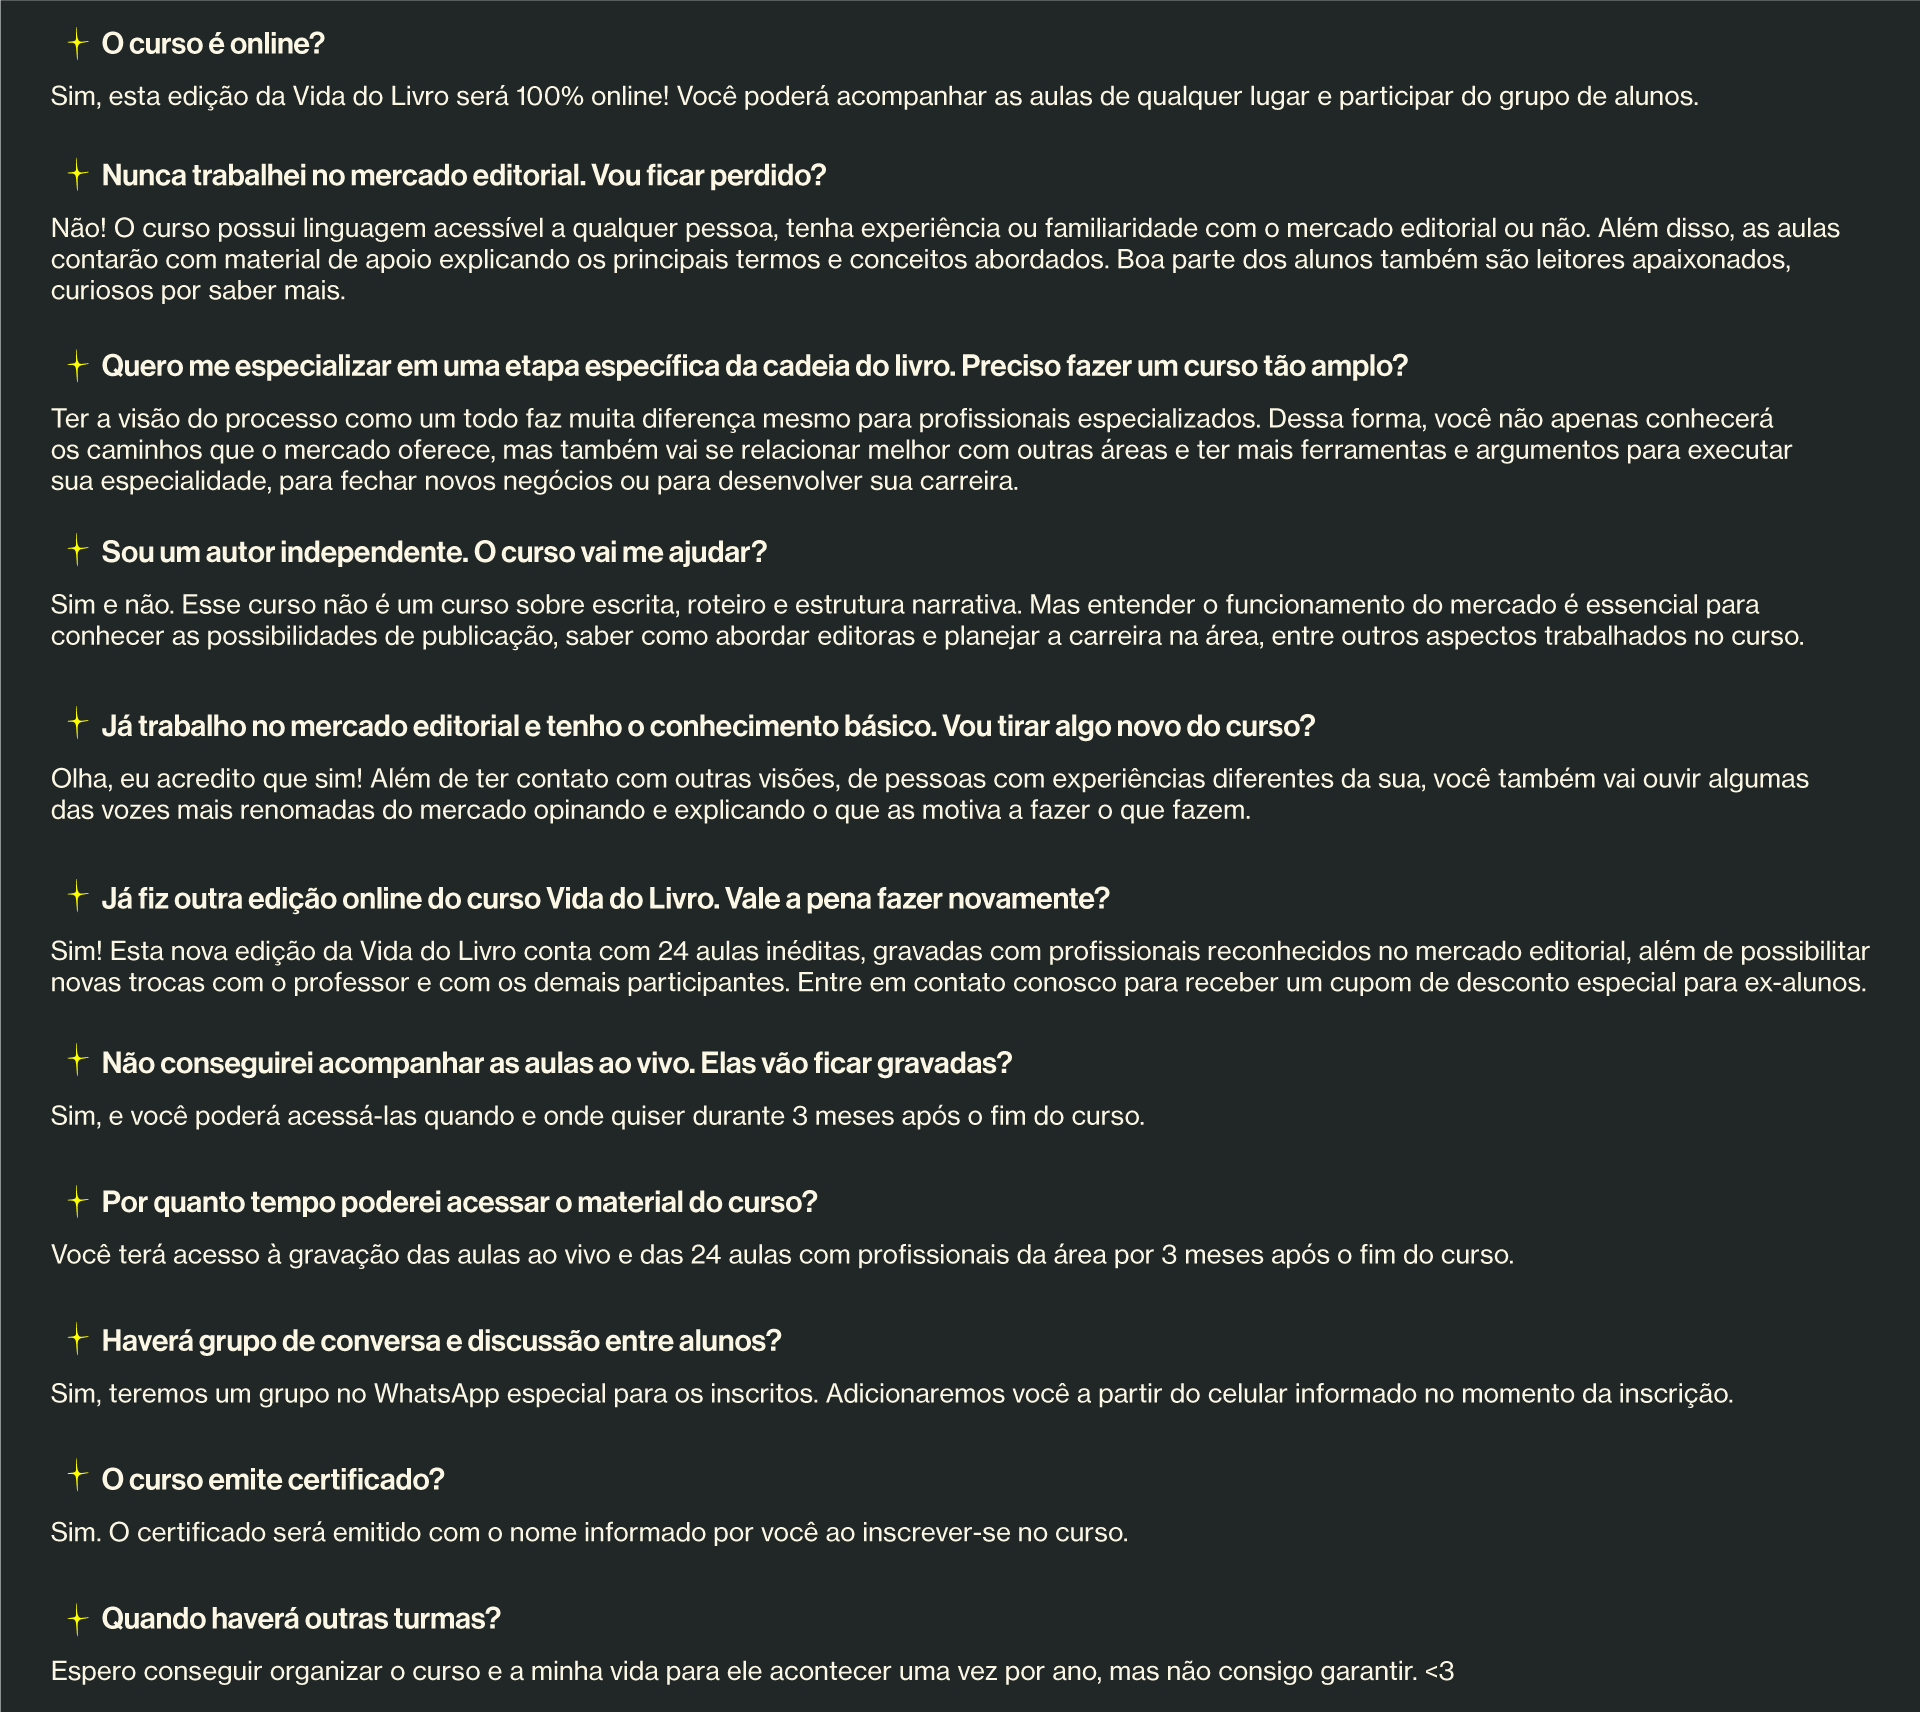 O curso é online?
Sim, esta edição da Vida do Livro será 100% online! Você poderá acompanhar as aulas de qualquer lugar e participar do grupo de alunos.
Nunca trabalhei no mercado editorial. Vou ficar perdido?
Não! O curso possui linguagem acessível a qualquer pessoa, tenha experiência ou familiaridade com o mercado editorial ou não. Além disso, as aulas
contarão com material de apoio explicando os principais termos e conceitos abordados. Boa parte dos alunos também são leitores apaixonados,
curiosos por saber mais.
Quero me especializar em uma etapa específica da cadeia do livro. Preciso fazer um curso tão amplo?
Ter a visão do processo como um todo faz muita diferença mesmo para profissionais especializados. Dessa forma, você não apenas conhecerá
os caminhos que o mercado oferece, mas também vai se relacionar melhor com outras áreas e ter mais ferramentas e argumentos para executar
sua especialidade, para fechar novos negócios ou para desenvolver sua carreira.
Sou um autor independente. O curso vai me ajudar?
Sim e não. Esse curso não é um curso sobre escrita, roteiro e estrutura narrativa. Mas entender o funcionamento do mercado é essencial para
conhecer as possibilidades de publicação, saber como abordar editoras e planejar a carreira na área, entre outros aspectos trabalhados no curso.
Já trabalho no mercado editorial e tenho o conhecimento básico. Vou tirar algo novo do curso?
Olha, eu acredito que sim! Além de ter contato com outras visões, de pessoas com experiências diferentes da sua, você também vai ouvir algumas
das vozes mais renomadas do mercado opinando e explicando o que as motiva a fazer o que fazem.
Já fiz outra edição online do curso Vida do Livro. Vale a pena fazer novamente?
Sim! Esta nova edição da Vida do Livro conta com 24 aulas inéditas, gravadas com profissionais reconhecidos no mercado editorial, além de possibilitar
novas trocas com o professor e com os demais participantes. Entre em contato conosco para receber um cupom de desconto especial para ex-alunos.
Não conseguirei acompanhar as aulas ao vivo. Elas vão ficar gravadas?
Sim, e você poderá acessá-las quando e onde quiser durante 3 meses após o fim do curso.
Por quanto tempo poderei acessar o material do curso?
Você terá acesso à gravação das aulas ao vivo e das 24 aulas com profissionais da área por 3 meses após o fim do curso.
Haverá grupo de conversa e discussão entre alunos?
Sim, teremos um grupo no WhatsApp especial para os inscritos. Adicionaremos você a partir do celular informado no momento da inscrição.
O curso emite certificado?
Sim. O certificado será emitido com o nome informado por você ao inscrever-se no curso.
Quando haverá outras turmas?
Espero conseguir organizar o curso e a minha vida para ele acontecer uma vez por ano, mas não consigo garantir. <3